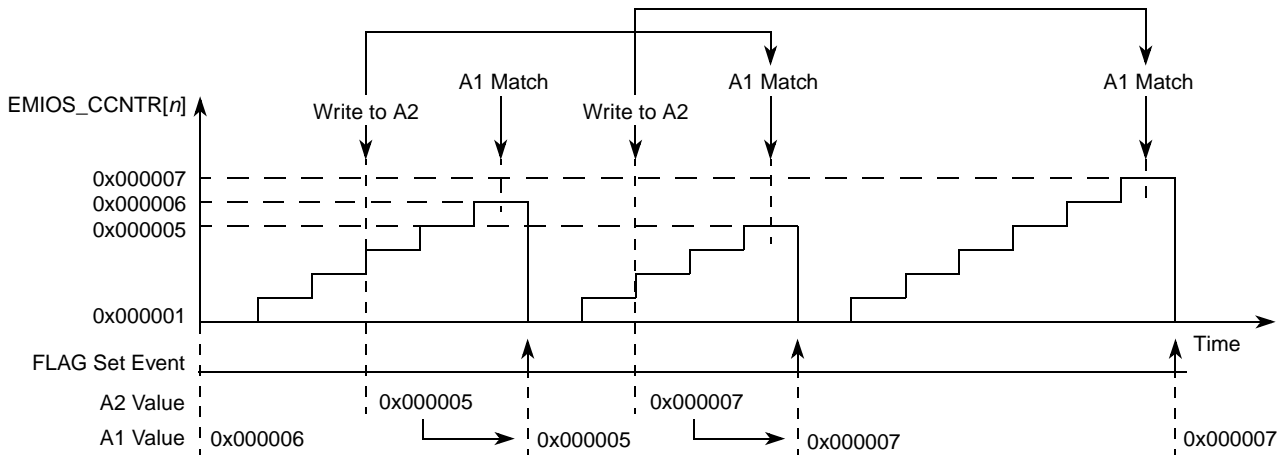 A1 Match
A1 Match
A1 Match
EMIOS_CCNTR[n]
Write to A2
Write to A2
0x000007
0x000006
0x000005
0x000001
Time
FLAG Set Event
A2 Value
0x000005
0x000007
A1 Value
0x000006
0x000005
0x000007
0x000007